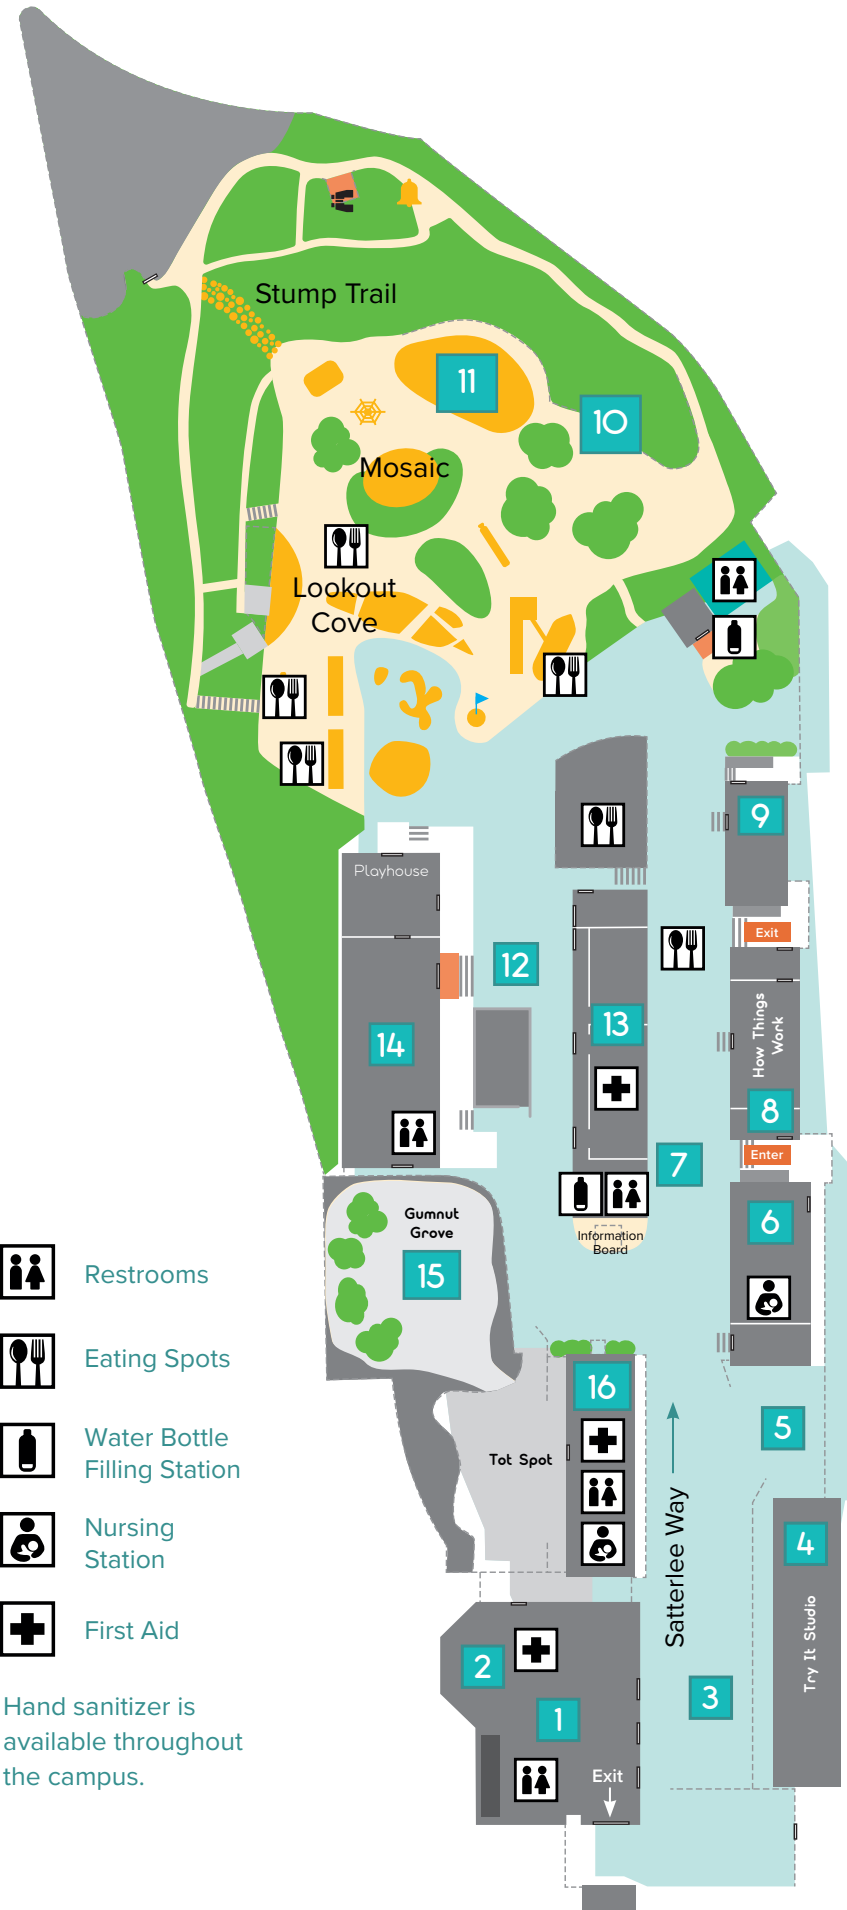 Stump Trail
11
10
Mosaic
Lookout
Cove
9
Playhouse
Exit
12
How Things
Work
13
14
8
7
Enter
6
Gumnut
Grove
Information
Board
15
Restrooms
16
Eating Spots
5
Water Bottle
Filling Station
Tot Spot
Satterlee Way
Nursing
Station
4
Try It Studio
First Aid
2
3
1
Hand sanitizer is
available throughout
the campus.
Exit